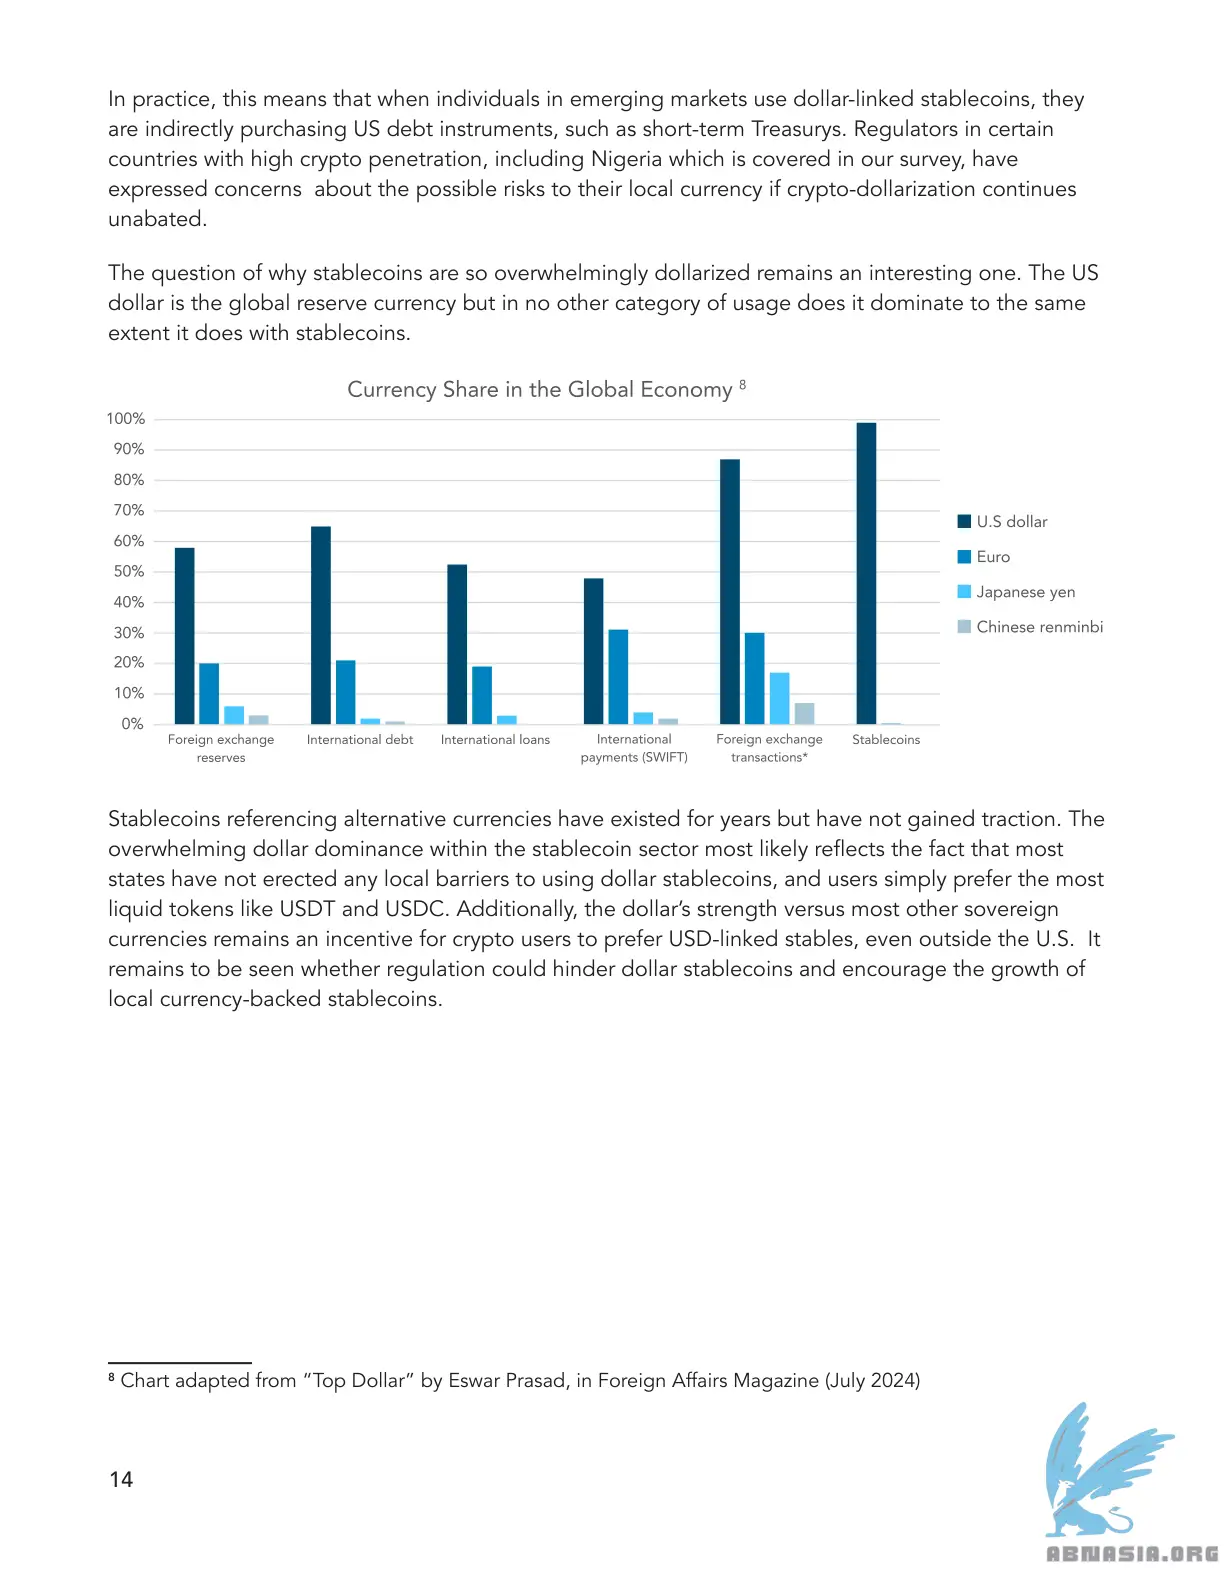 In practice, this means that when individuals in emerging markets use dollar-linked stablecoins, they
are indirectly purchasing US debt instruments, such as short-term Treasurys. Regulators in certain
countries with high crypto penetration, including Nigeria which is covered in our survey, have
expressed concerns  about the possible risks to their local currency if crypto-dollarization continues
unabated.
The question of why stablecoins are so overwhelmingly dollarized remains an interesting one. The US
dollar is the global reserve currency but in no other category of usage does it dominate to the same
extent it does with stablecoins.
Currency Share in the Global Economy 8
100%
90%
80%
70%
60%
50%
40%
30%
20%
10%
0%
Foreign exchange
reserves
International debt
International loans
International
payments (SWIFT)
Foreign exchange
transactions*
Stablecoins
U.S dollar
Euro
Japanese yen
Chinese renminbi
Stablecoins referencing alternative currencies have existed for years but have not gained traction. The
overwhelming dollar dominance within the stablecoin sector most likely reflects the fact that most
states have not erected any local barriers to using dollar stablecoins, and users simply prefer the most
liquid tokens like USDT and USDC. Additionally, the dollar’s strength versus most other sovereign
currencies remains an incentive for crypto users to prefer USD-linked stables, even outside the U.S.  It
remains to be seen whether regulation could hinder dollar stablecoins and encourage the growth of
local currency-backed stablecoins.
8 Chart adapted from “Top Dollar” by Eswar Prasad, in Foreign Affairs Magazine (July 2024)
14
ABNASIA.ORG